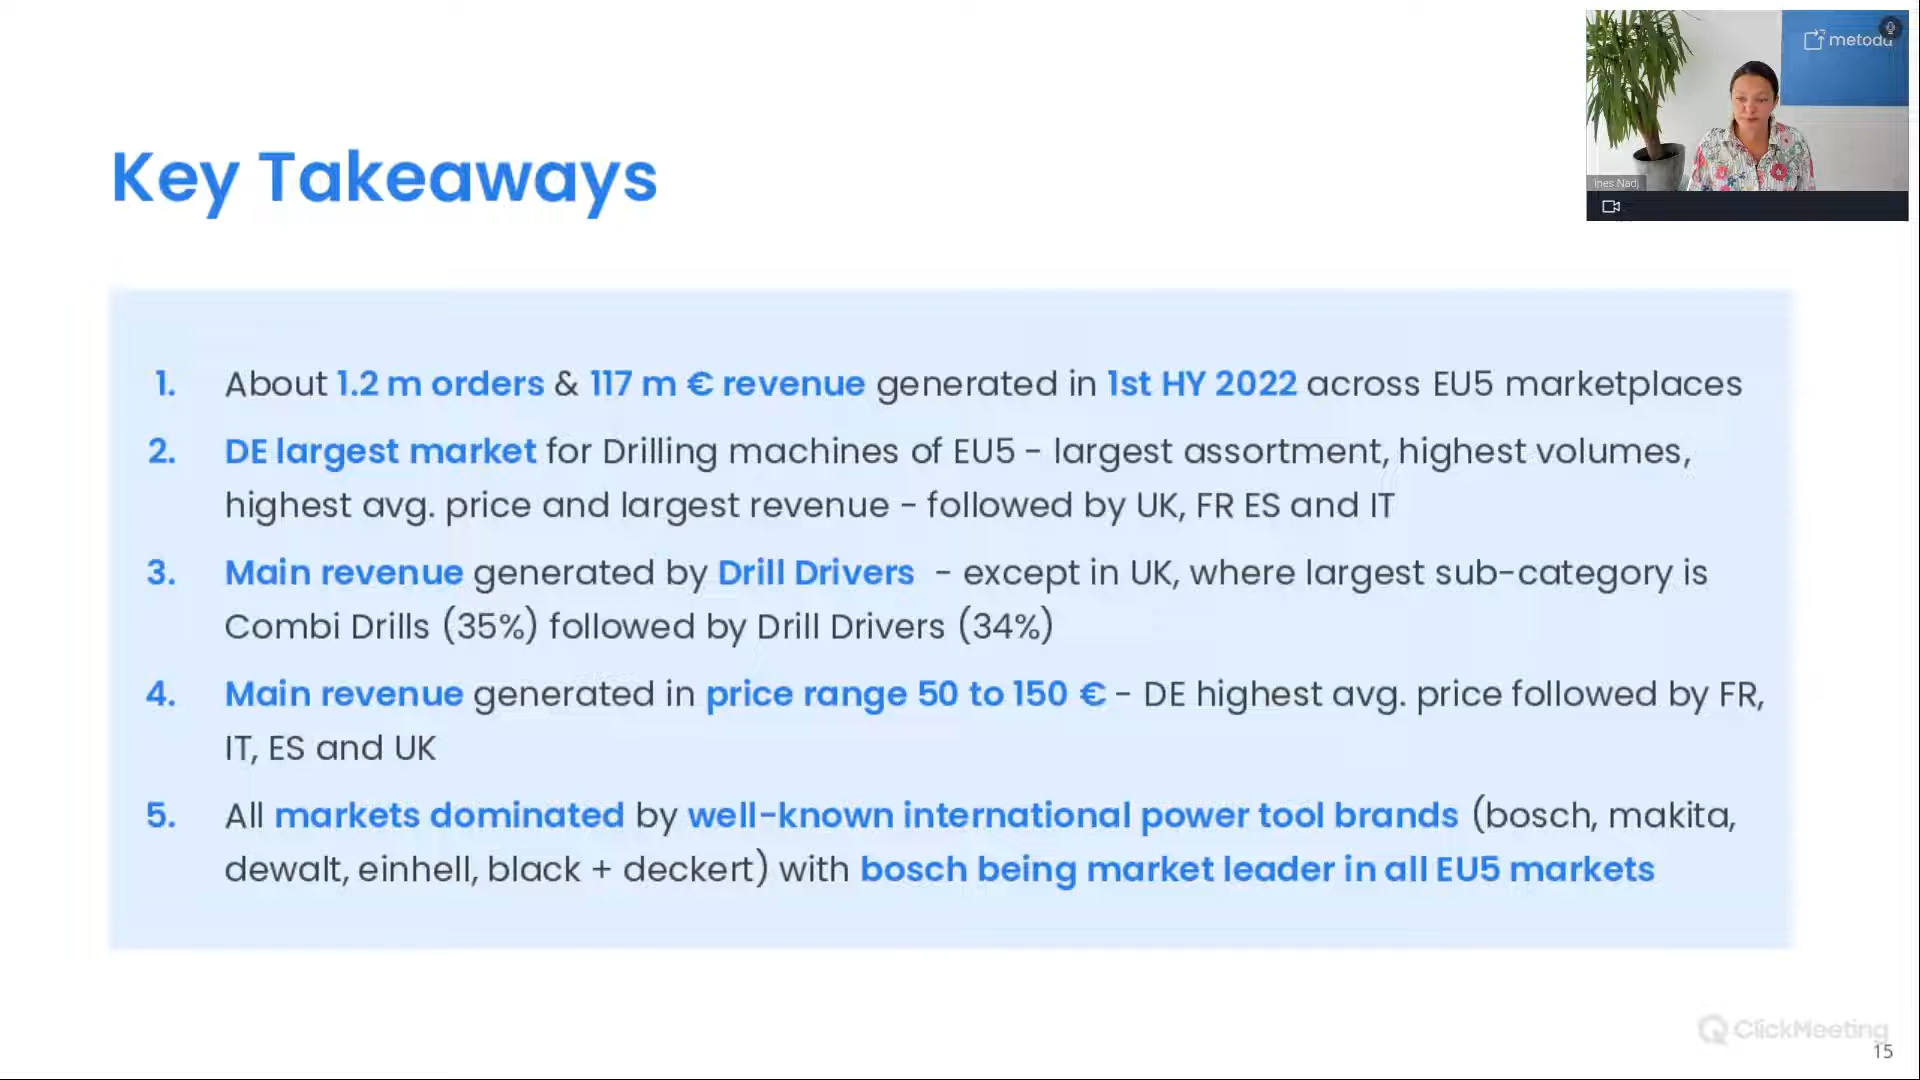 metoda
Ines Nadj
Key Takeaways
1. About 1.2 m orders & 117 m € revenue generated in 1st HY 2022 across EU5 marketplaces
2. DE largest market for Drilling machines of EU5 - largest assortment, highest volumes,
highest avg. price and largest revenue - followed by UK, FR ES and IT
3. Main revenue generated by Drill Drivers - except in UK, where largest sub-category is
Combi Drills (35%) followed by Drill Drivers (34%)
4. Main revenue generated in price range 50 to 150 € - DE highest avg. price followed by FR,
IT, ES and UK
5. All markets dominated by well-known international power tool brands (bosch, makita,
dewalt, einhell, black + deckert) with bosch being market leader in all EU5 markets
ClickMeeting
15